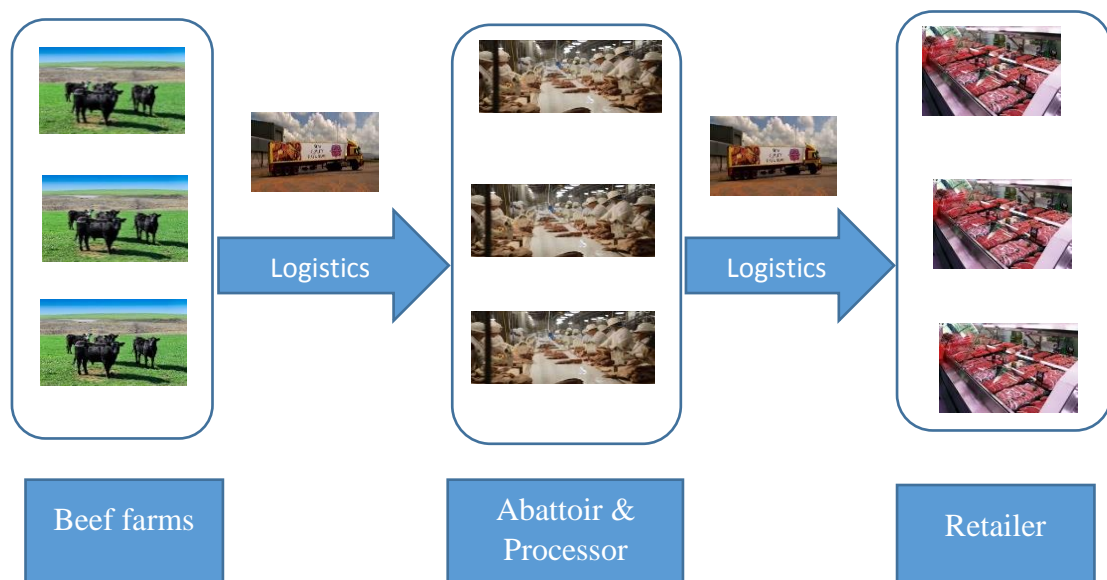 Logistics
Logistics
Beef farms
Abattoir &
Processor
Retailer